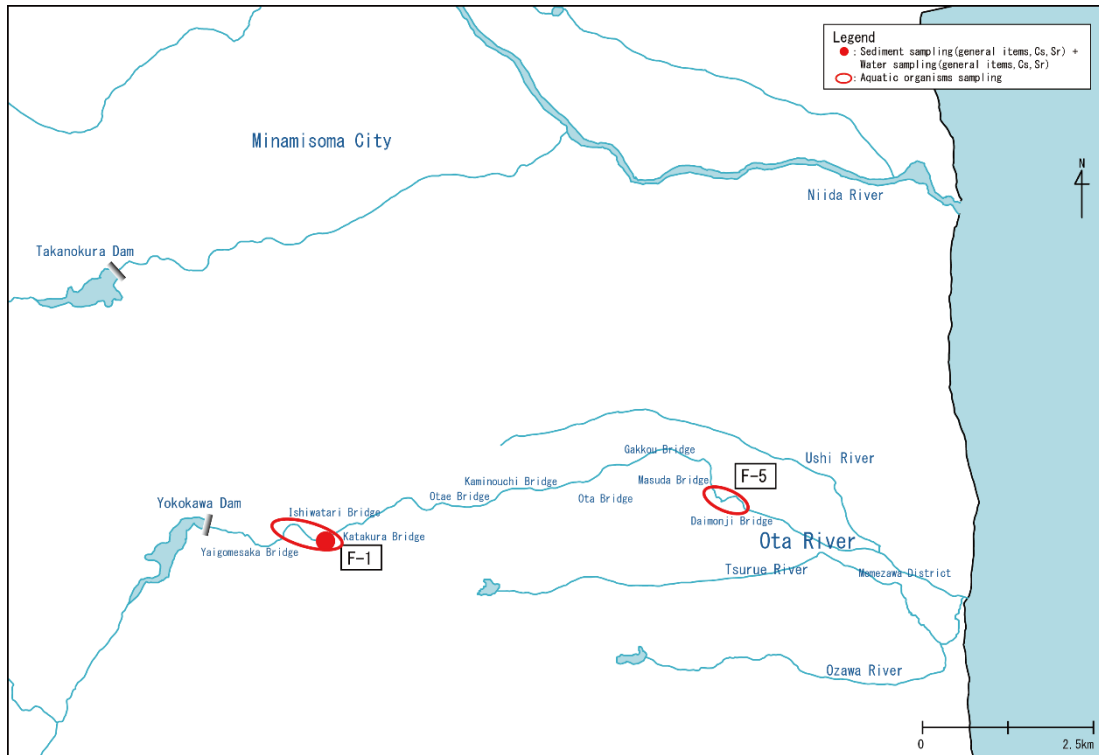 Legend
: Sediment sampling(general items,Cs,Sr) +
Water sampling(general items,Cs,Sr)
: Aquatic organisms sampling
Minamisoma City
N
Niida River
Takanokura Dam
Gakkou Bridge
Ushi River
Masuda Bridge
F-5
Kaminouchi Bridge
Otae Bridge
Ota Bridge
Yokokawa Dam
Ishiwatari Bridge
Daimonji Bridge
Katakura Bridge
Ota River
Yaigomesaka Bridge
F-1
Tsurue River
Memezawa District
Ozawa River
0
2.5km